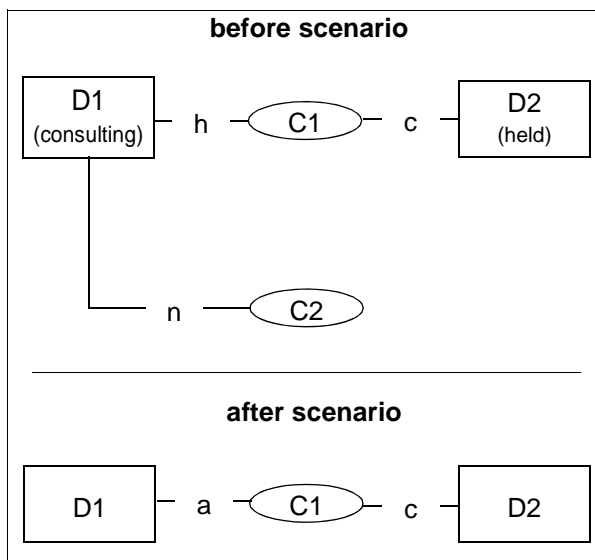 before scenario
D1
(consulting)
h
C1
c
D2
(held)
n
C2
after scenario
D1
a
C1
c
D2